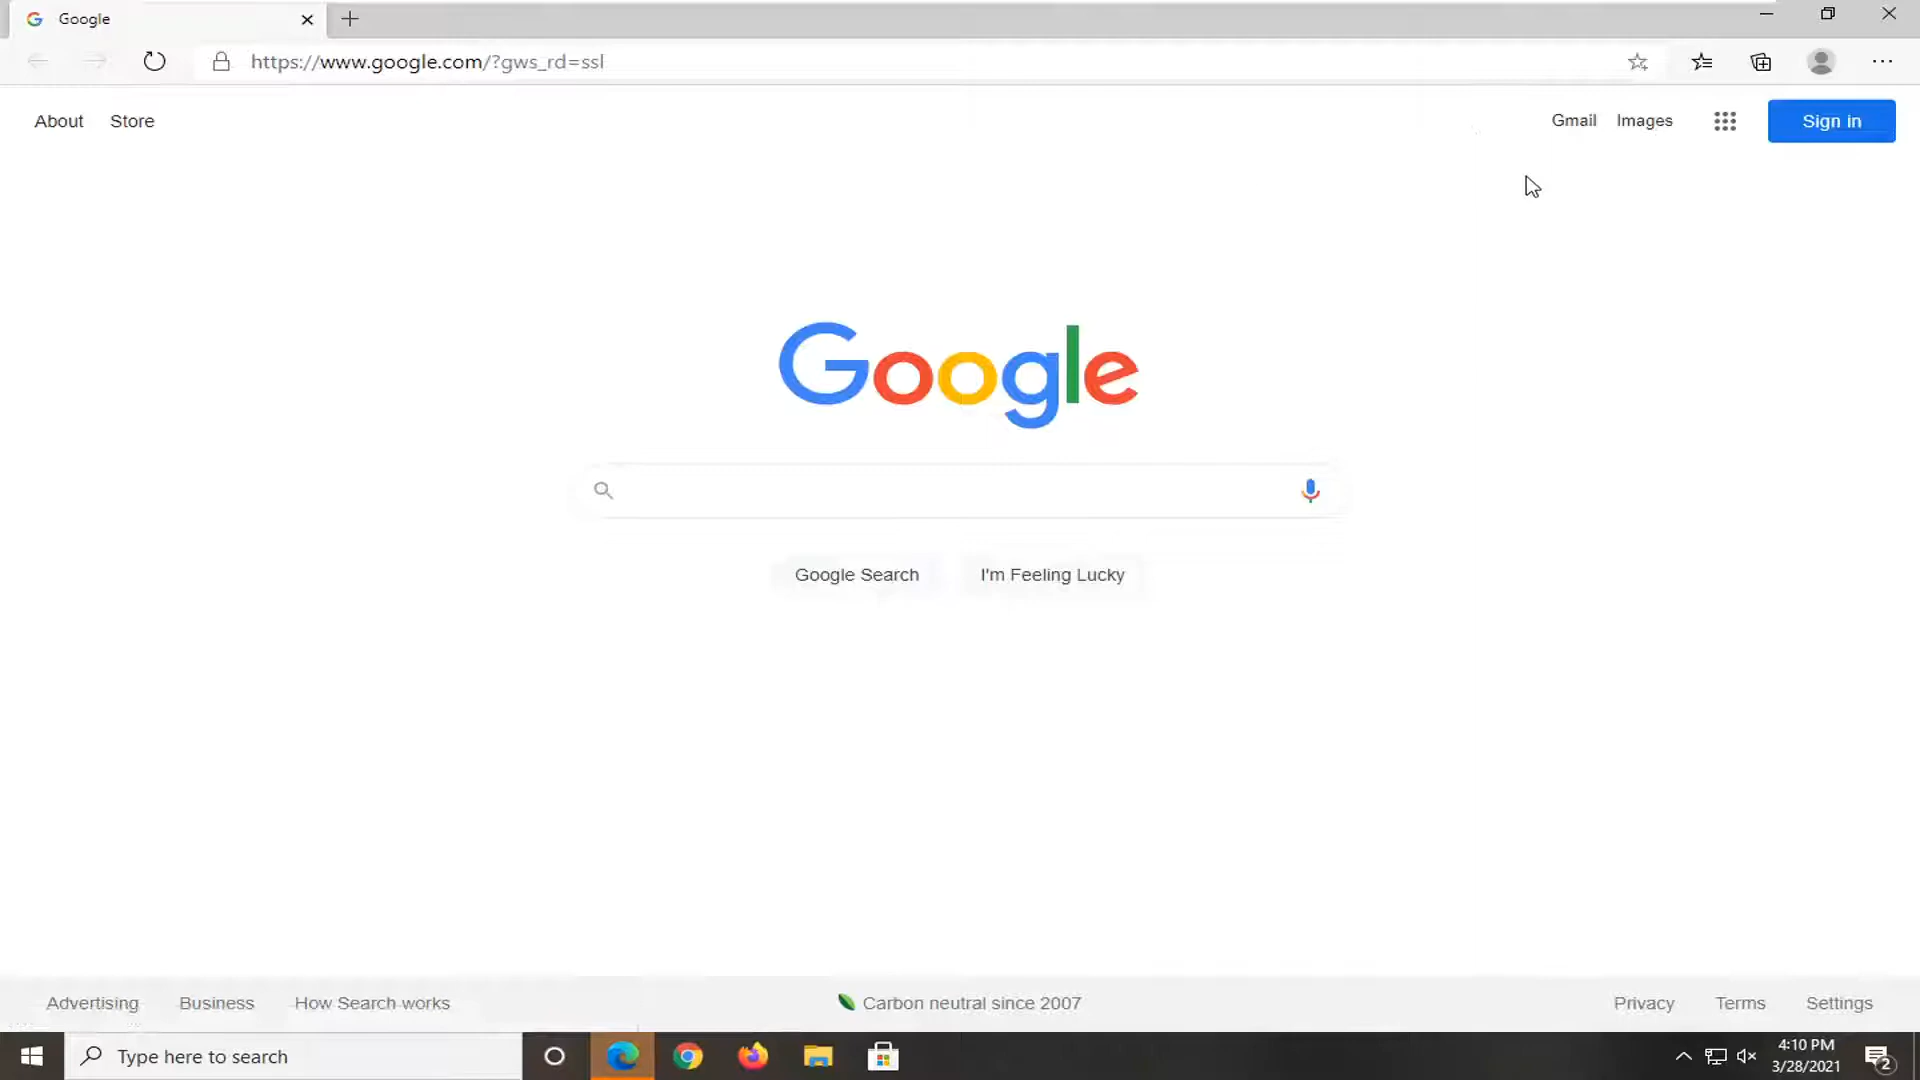 Google
https://www.google.com/?gws_rd=ssl
About Store
Gmail Images Sign in
Google
Google Search I'm Feeling Lucky
Advertising Business How Search works
Carbon neutral since 2007
Privacy Terms Settings
Type here to search
4:10 PM
3/28/2021
2